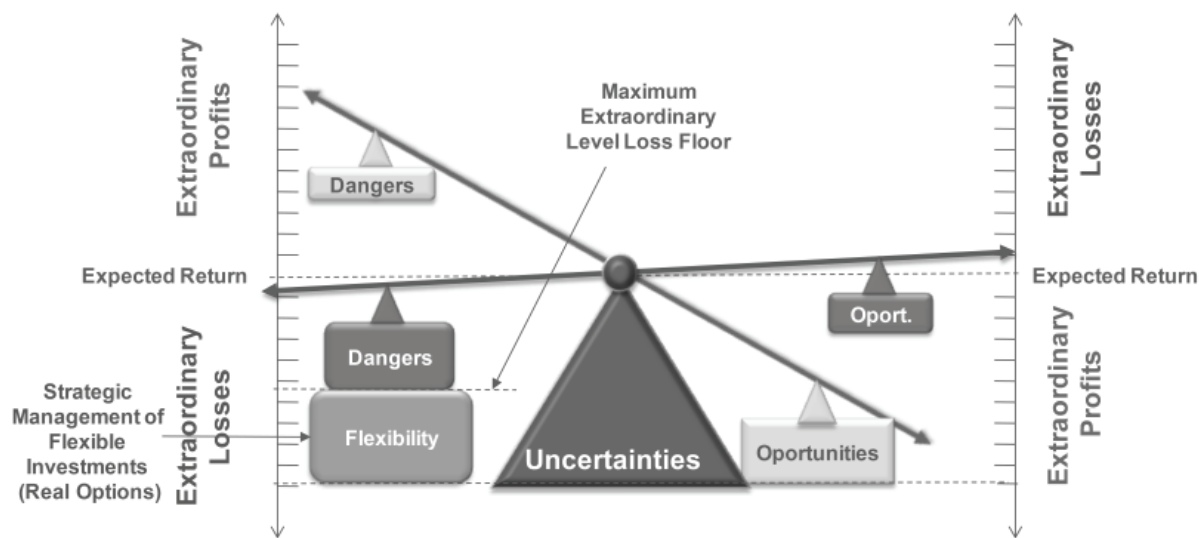 Extraordinary
Profits
Maximum
Extraordinary
Level Loss Floor
Extraordinary
Losses
Dangers
Expected Return
Expected Return
Oport.
Dangers
Strategic
Management of
Flexible
Investments
(Real Options)
Extraordinary
Losses
Flexibility
Uncertainties
Oportunities
Extraordinary
Profits